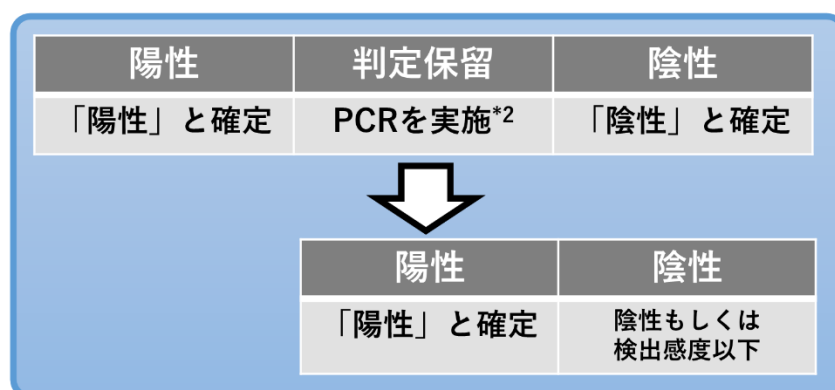 陽性 判定保留 陰性
「陽性」と確定 PCRを実施*2 「陰性」と確定
陽性 陰性
「陽性」と確定 陰性もしくは
検出感度以下